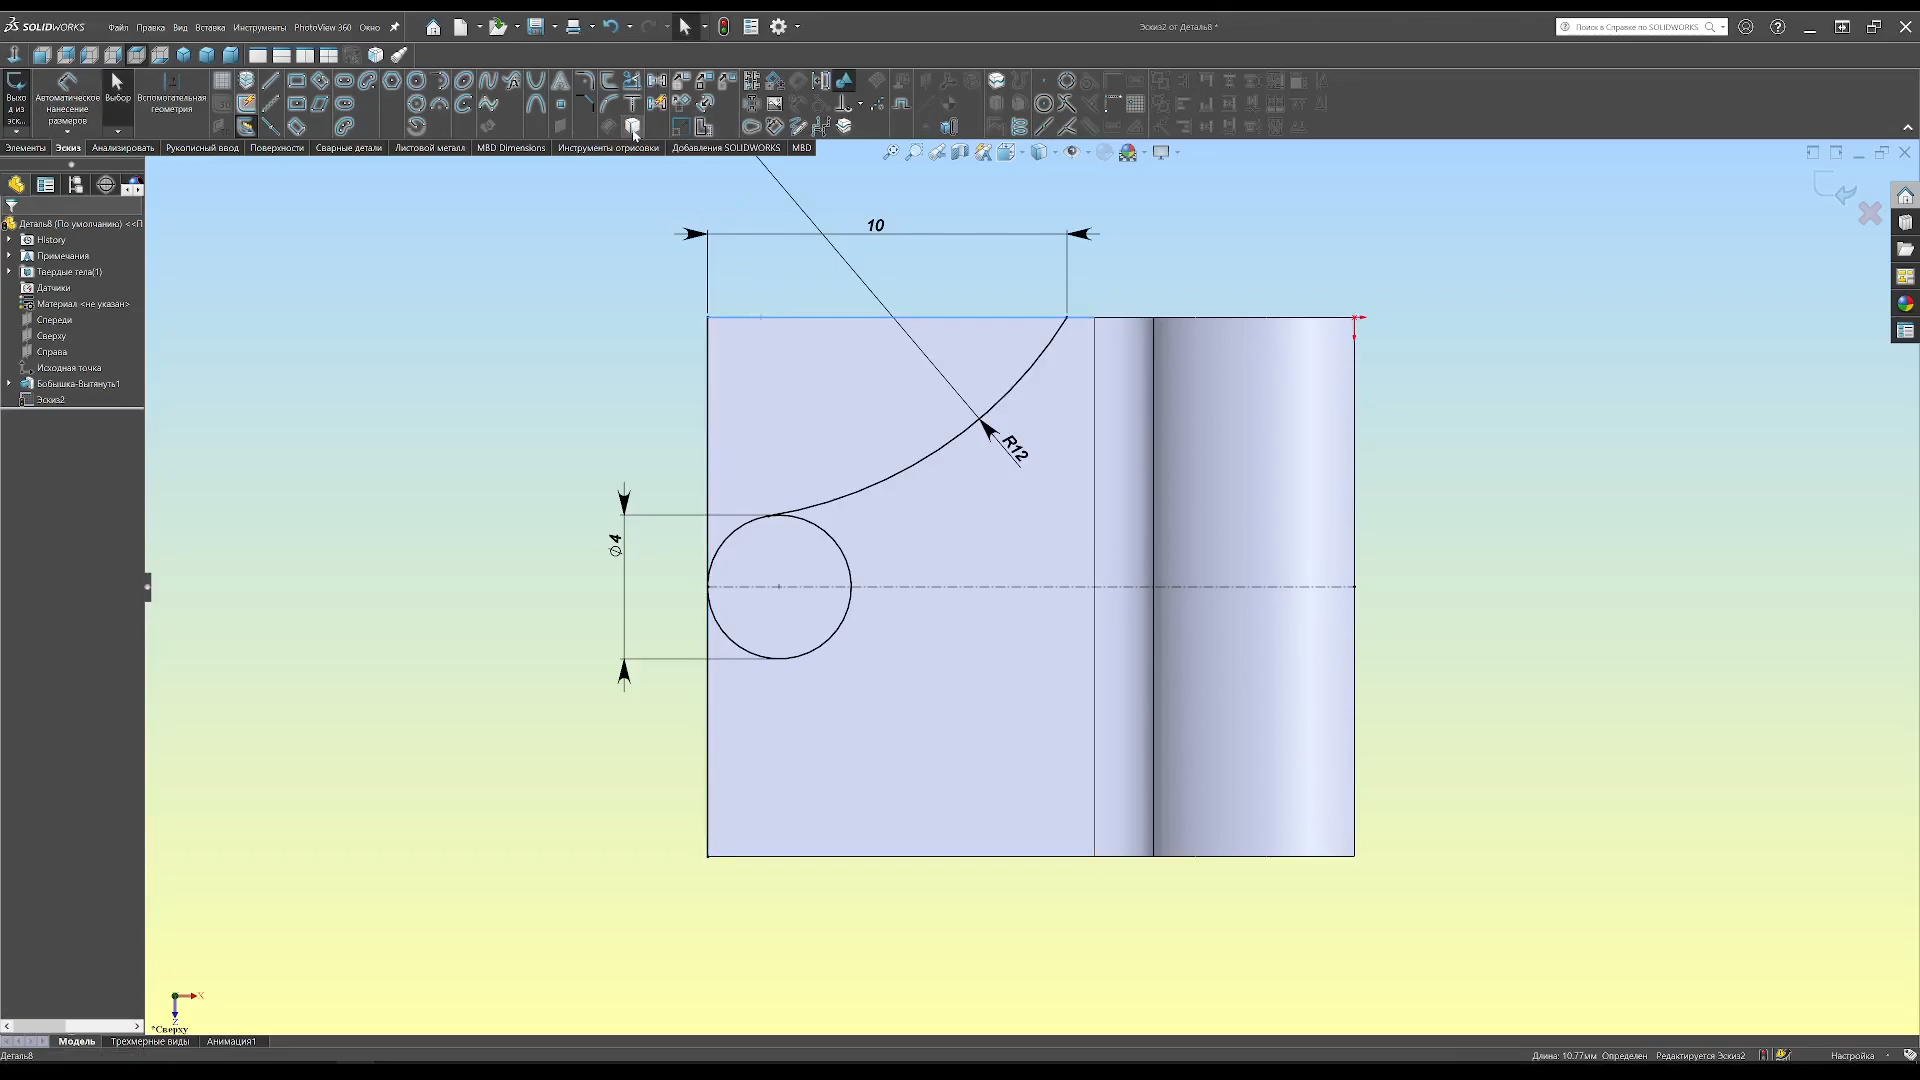 SOLIDWORKS
Файл Правка Вид Вставка Инструменты PhotoView 360 Окно
Эскиз2 от Деталь8 *
Поиск в Справке по SOLIDWORKS
Выхо
д из
эск...
Автоматическое
нанесение
размеров
Выбор
Вспомогательная
геометрия
Элементы Эскиз Анализировать Рукописный ввод Поверхности Сварные детали Листовой металл MBD Dimensions Инструменты отрисовки Добавления SOLIDWORKS MBD
Деталь8 (По умолчанию) <<П
History
Примечания
Твердые тела(1)
Датчики
Материал <не указан>
Спереди
Сверху
Справа
Исходная точка
Бобышка-Вытянуть1
Эскиз2
10
R12
∅4
X
Z
*Сверху
Модель Трехмерные виды Анимация1
Деталь8
Длина: 10.77мм Определен Редактируется Эскиз2 Настройка